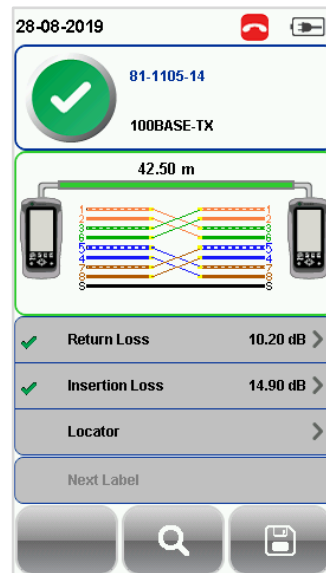 28-08-2019
81-1105-14
100BASE-TX
42.50 m
1 1
2 2
3 3
6 6
5 5
4 4
7 7
8 8
S S
Return Loss 10.20 dB
Insertion Loss 14.90 dB
Locator
Next Label